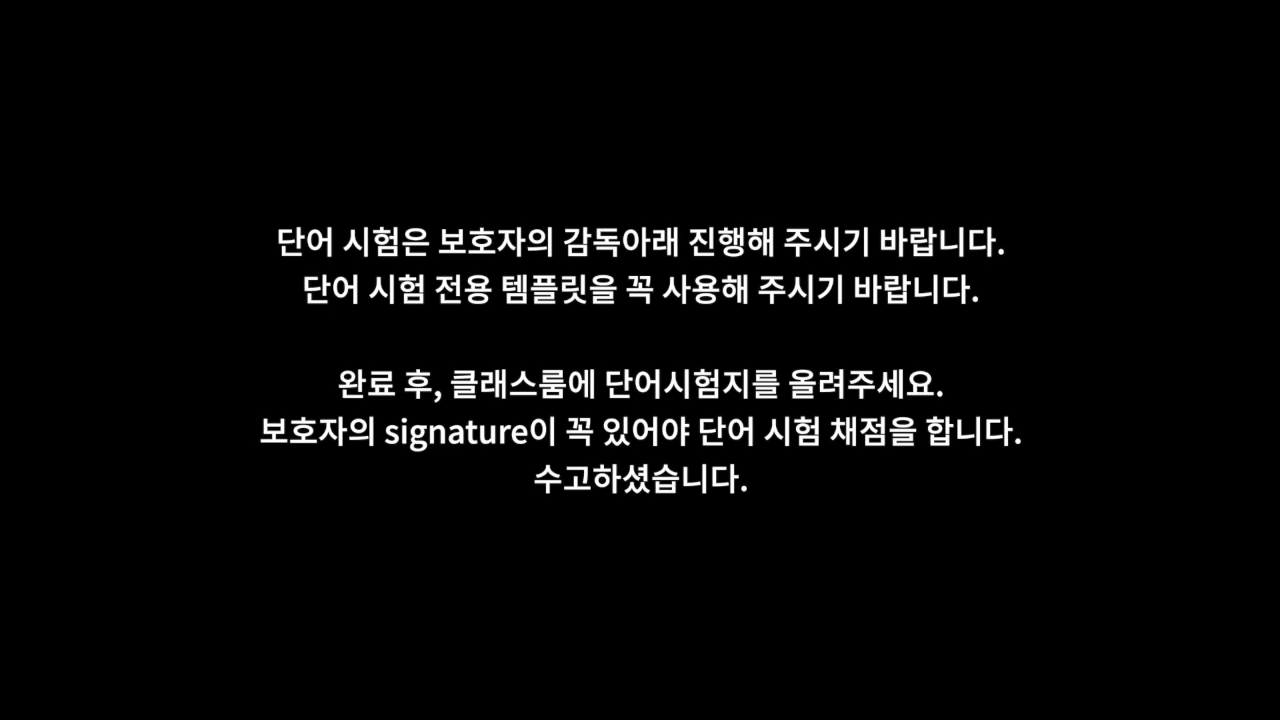 단어 시험은 보호자의 감독아래 진행해 주시기 바랍니다.
단어 시험 전용 템플릿을 꼭 사용해 주시기 바랍니다.
완료 후, 클래스룸에 단어시험지를 올려주세요.
보호자의 signature이 꼭 있어야 단어 시험 채점을 합니다.
수고하셨습니다.